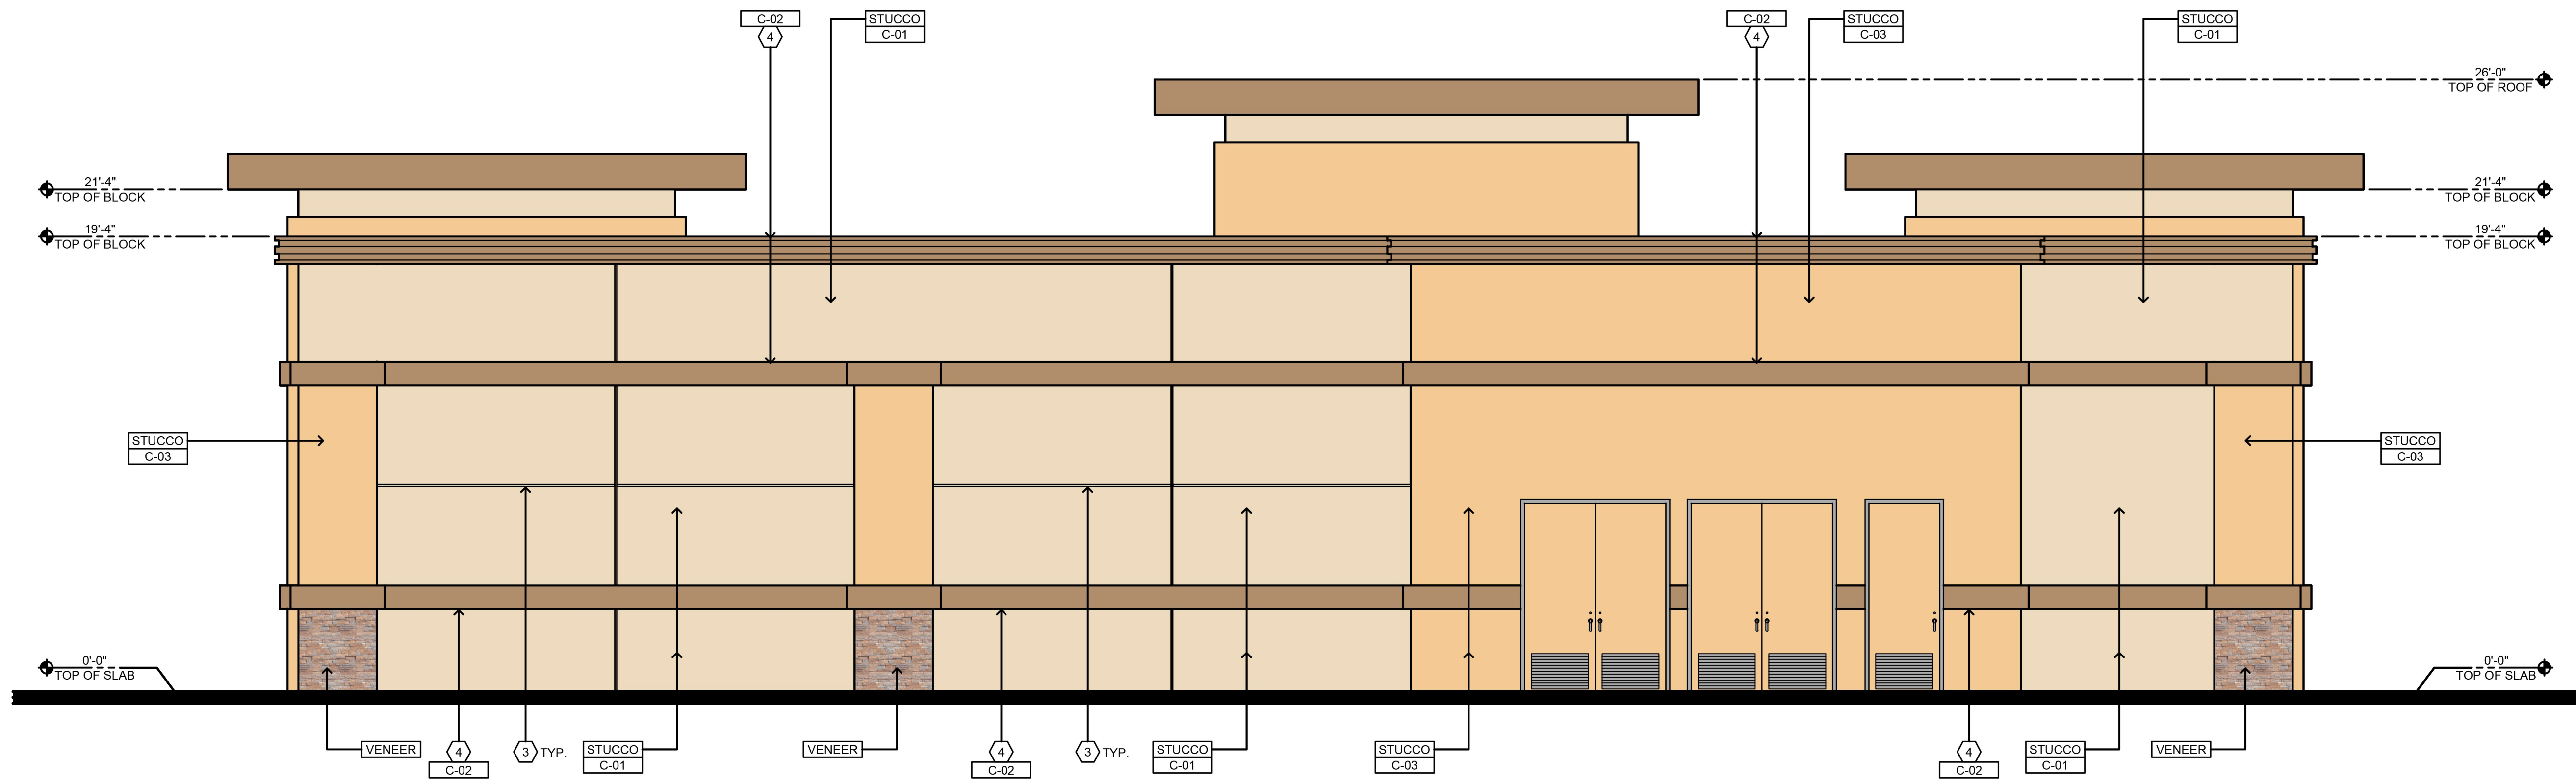 C-02
4
STUCCO
C-01
C-02
4
STUCCO
C-03
STUCCO
C-01
26'-0"
TOP OF ROOF
21'-4"
TOP OF BLOCK
21'-4"
TOP OF BLOCK
19'-4"
TOP OF BLOCK
19'-4"
TOP OF BLOCK
STUCCO
C-03
STUCCO
C-03
0'-0"
TOP OF SLAB
0'-0"
TOP OF SLAB
VENEER
4
C-02
3 TYP.
STUCCO
C-01
VENEER
4
C-02
3 TYP.
STUCCO
C-01
STUCCO
C-03
4
C-02
STUCCO
C-01
VENEER